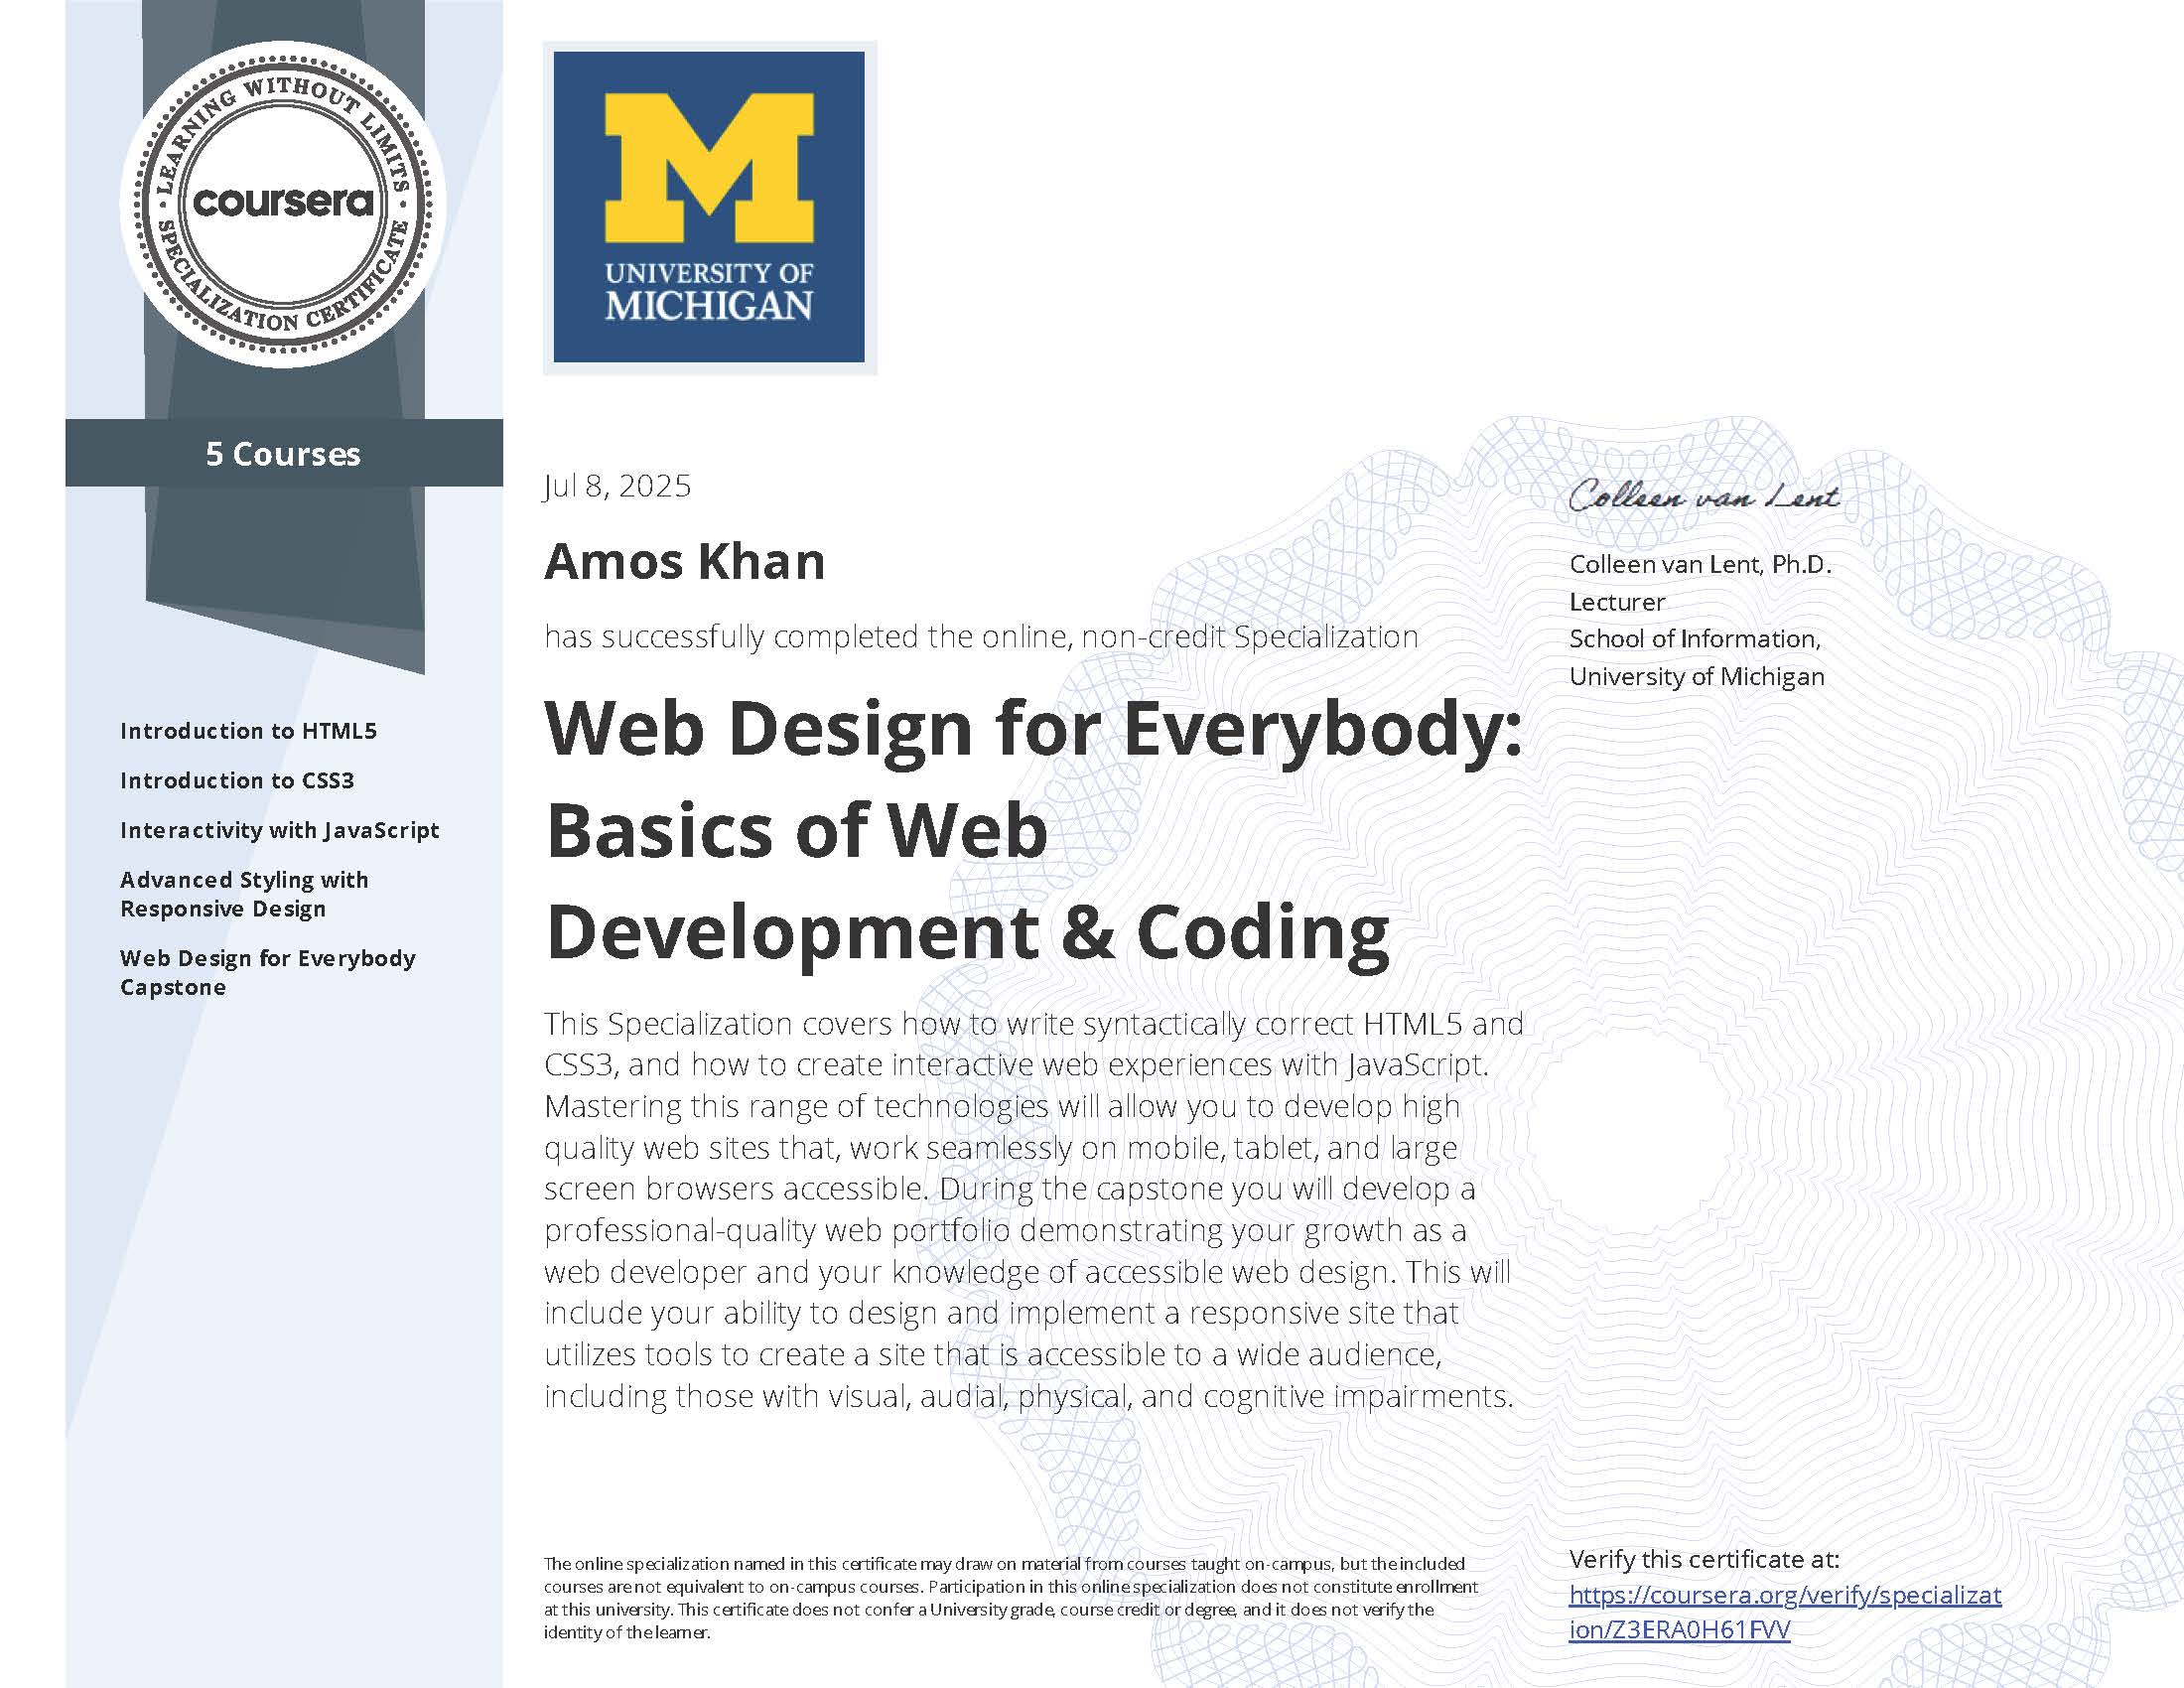 LEARNING WITHOUT LIMITS
coursera
SPECIALIZATION CERTIFICATE
5 Courses
Introduction to HTML5
Introduction to CSS3
Interactivity with JavaScript
Advanced Styling with
Responsive Design
Web Design for Everybody
Capstone
M
UNIVERSITY OF
MICHIGAN
Jul 8, 2025
Amos Khan
has successfully completed the online, non-credit Specialization
Web Design for Everybody:
Basics of Web
Development & Coding
This Specialization covers how to write syntactically correct HTML5 and
CSS3, and how to create interactive web experiences with JavaScript.
Mastering this range of technologies will allow you to develop high
quality web sites that, work seamlessly on mobile, tablet, and large
screen browsers accessible. During the capstone you will develop a
professional-quality web portfolio demonstrating your growth as a
web developer and your knowledge of accessible web design. This will
include your ability to design and implement a responsive site that
utilizes tools to create a site that is accessible to a wide audience,
including those with visual, audial, physical, and cognitive impairments.
Colleen van Lent
Colleen van Lent, Ph.D.
Lecturer
School of Information,
University of Michigan
The online specialization named in this certificate may draw on material from courses taught on-campus, but the included
courses are not equivalent to on-campus courses. Participation in this online specialization does not constitute enrollment
at this university. This certificate does not confer a University grade, course credit or degree, and it does not verify the
identity of the learner.
Verify this certificate at:
https://coursera.org/verify/specializat
ion/Z3ERA0H61FVV